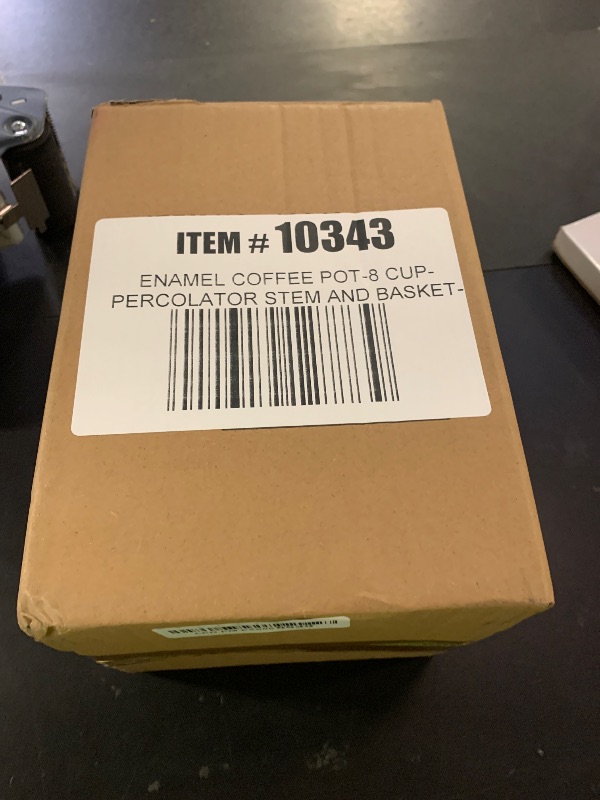 ITEM # 10343
ENAMEL COFFEE POT-8 CUP-
PERCOLATOR STEM AND BASKET-